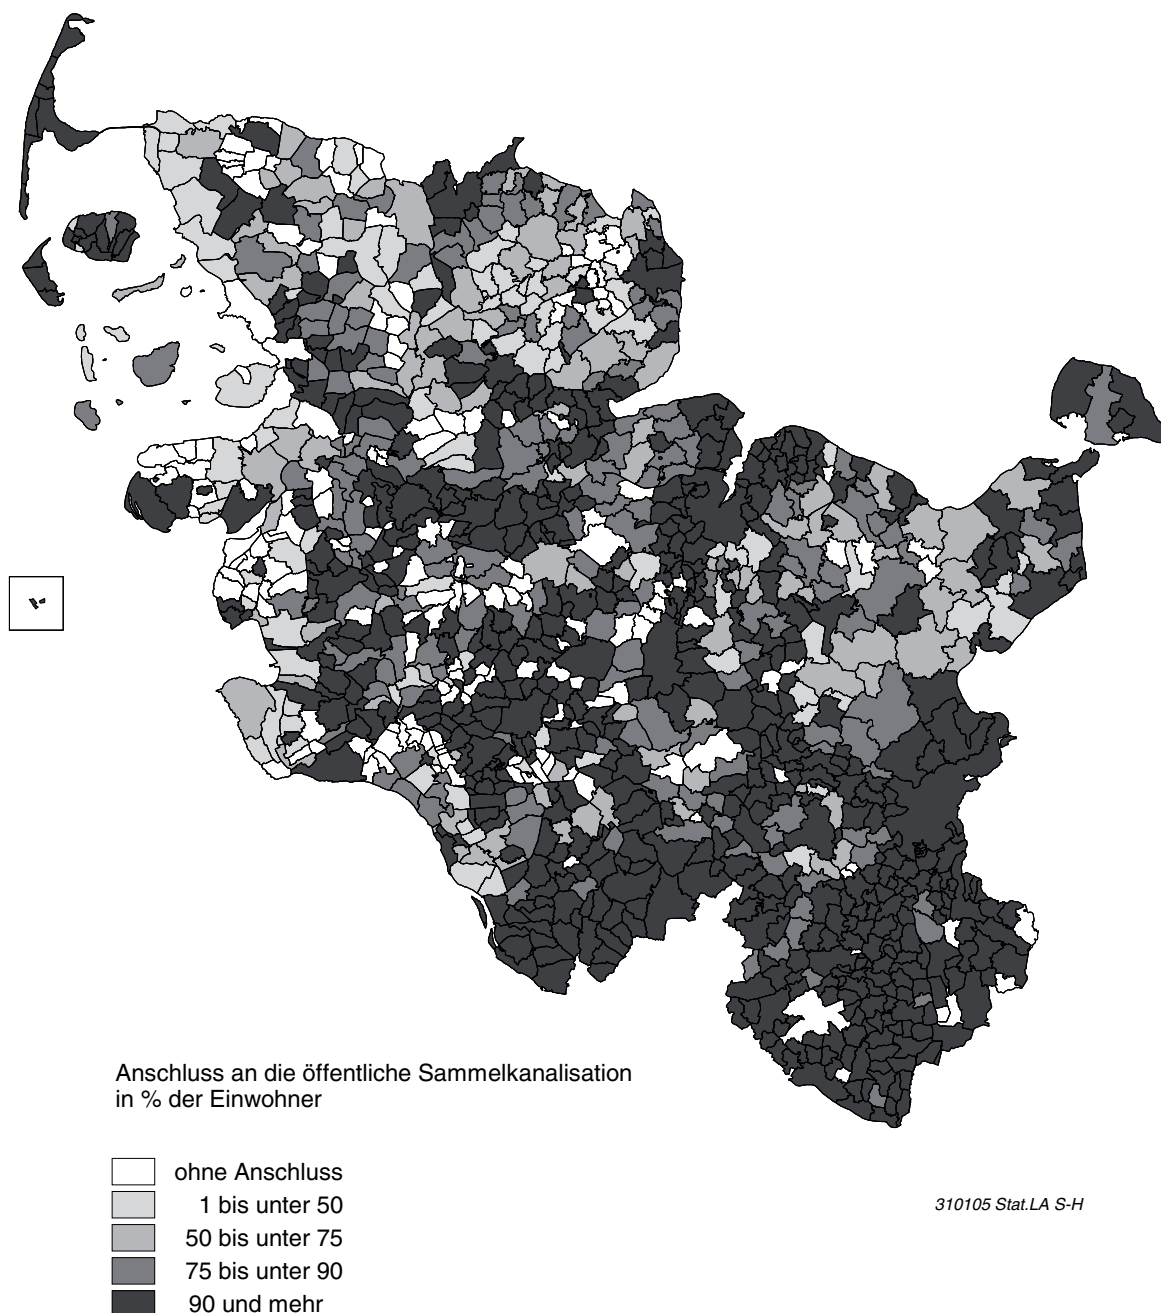 Anschluss an die öffentliche Sammelkanalisation
in % der Einwohner
ohne Anschluss
1 bis unter 50
50 bis unter 75
75 bis unter 90
90 und mehr
310105 Stat.LA S-H